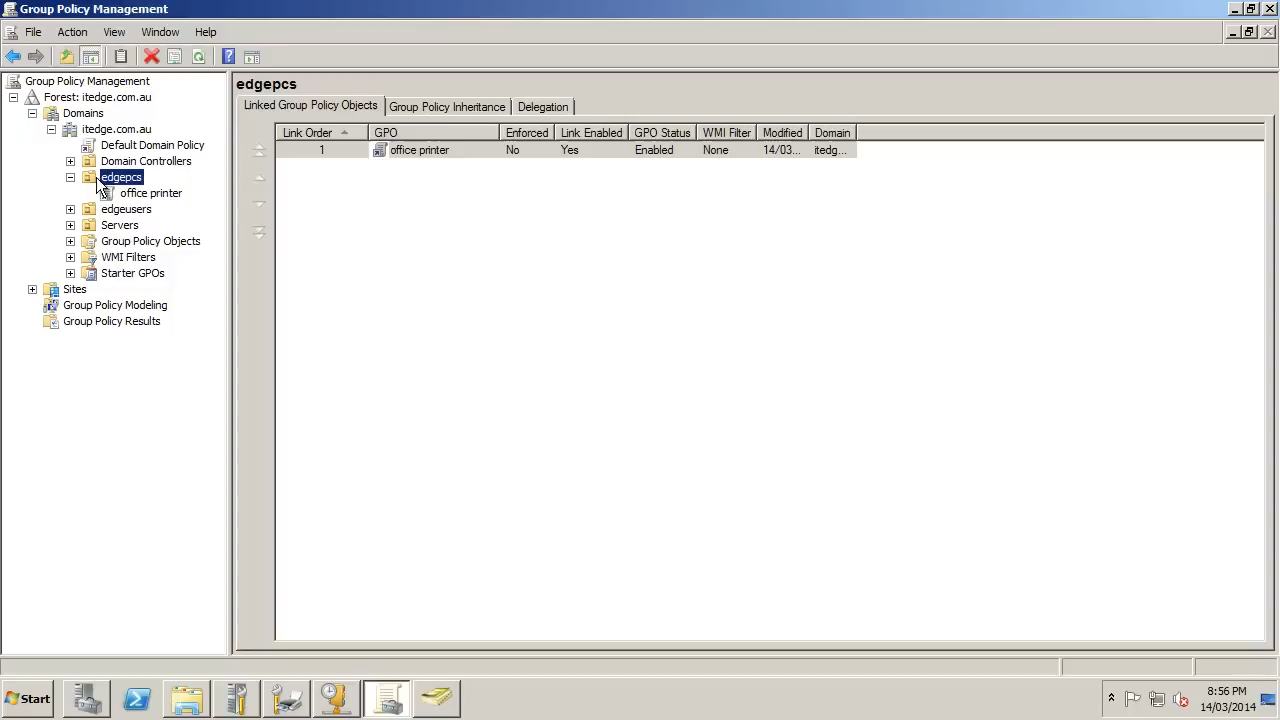 Group Policy Management
File Action View Window Help
Group Policy Management
Forest: itedge.com.au
Domains
itedge.com.au
Default Domain Policy
Domain Controllers
edgepcs
office printer
edgeusers
Servers
Group Policy Objects
WMI Filters
Starter GPOs
Sites
Group Policy Modeling
Group Policy Results
edgepcs
Linked Group Policy Objects Group Policy Inheritance Delegation
Link Order GPO Enforced Link Enabled GPO Status WMI Filter Modified Domain
1 office printer No Yes Enabled None 14/03... itedg...
Start
8:56 PM
14/03/2014